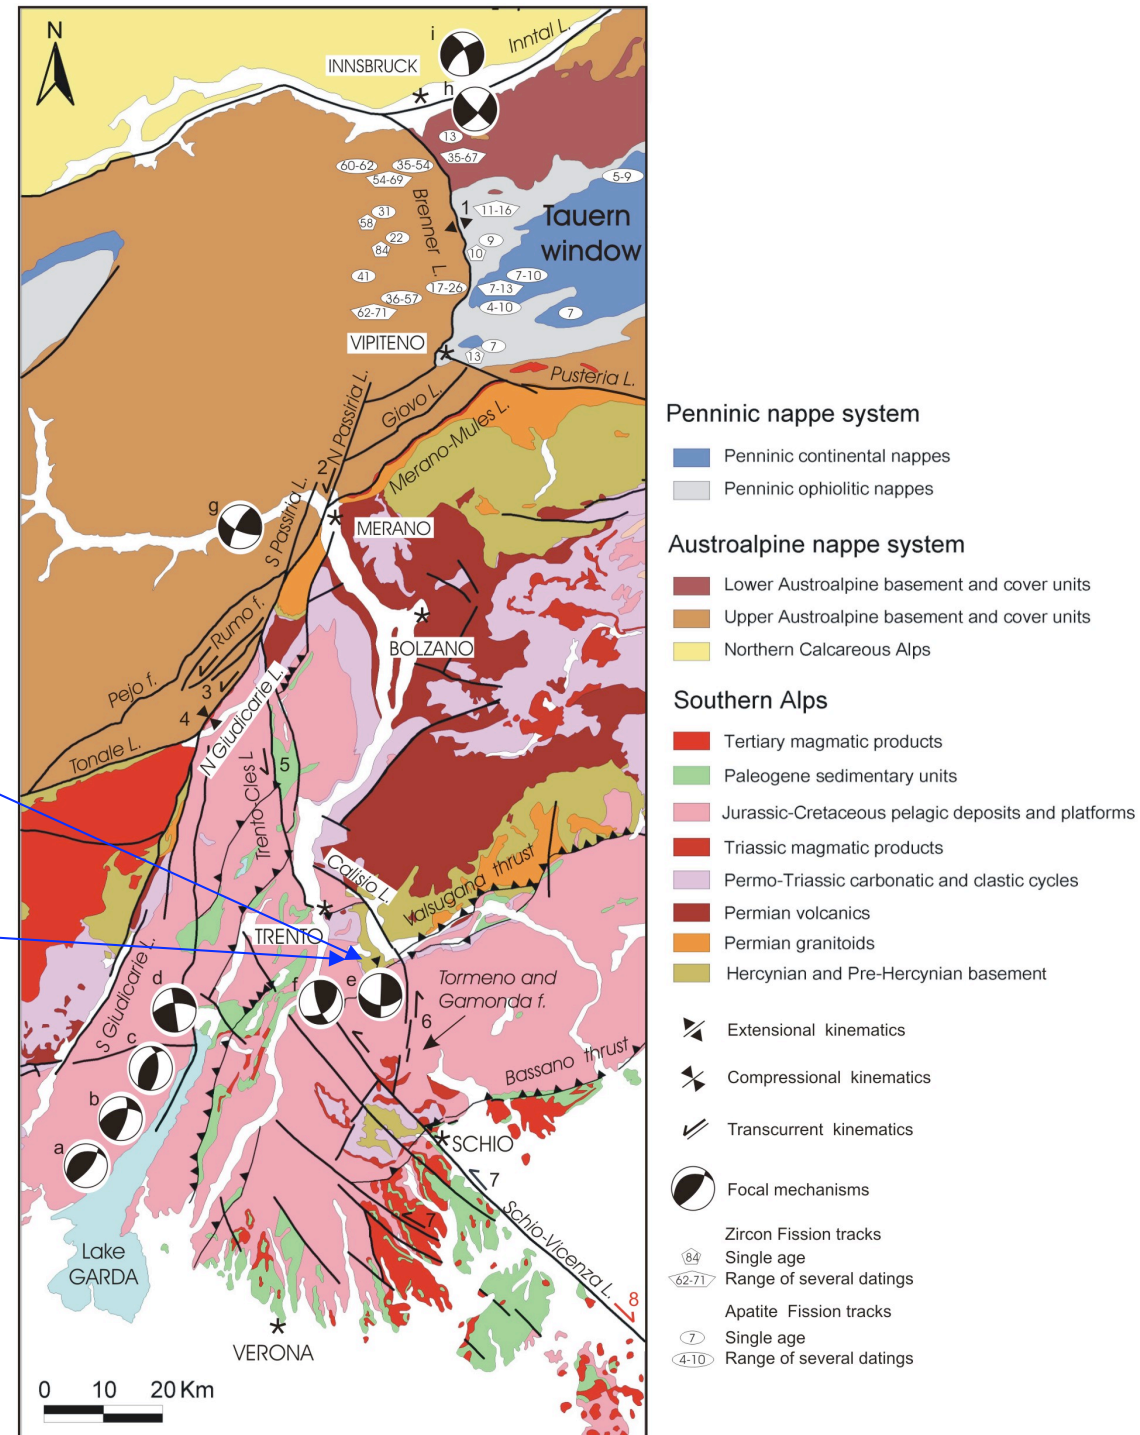 N
i
Inntal L.
INNSBRUCK
h
13
35-67
60-62
35-54
54-69
5-9
31
58
Brenner L.
1
11-16
Tauern
window
22
84
9
10
41
17-26
7-10
7-13
36-57
62-71
4-10
7
VIPITENO
7
13
Pusteria L.
Giovo L.
N Passiria L.
Merano-Mules L.
2
S Passiria L.
g
MERANO
Rumo f.
BOLZANO
Pejo f.
3
4
N Giudicarie L.
Tonale L.
5
Trento-Cles L
Calisio L.
Valsugana thrust
TRENTO
S Giudicarie L.
d
f
e
Tormeno and
Gamonda f.
6
c
Bassano thrust
b
a
SCHIO
7
7
Schio-Vicenza L.
Lake
GARDA
8
VERONA
0 10 20 Km
Penninic nappe system
Penninic continental nappes
Penninic ophiolitic nappes
Austroalpine nappe system
Lower Austroalpine basement and cover units
Upper Austroalpine basement and cover units
Northern Calcareous Alps
Southern Alps
Tertiary magmatic products
Paleogene sedimentary units
Jurassic-Cretaceous pelagic deposits and platforms
Triassic magmatic products
Permo-Triassic carbonatic and clastic cycles
Permian volcanics
Permian granitoids
Hercynian and Pre-Hercynian basement
Extensional kinematics
Compressional kinematics
Transcurrent kinematics
Focal mechanisms
Zircon Fission tracks
84 Single age
62-71 Range of several datings
Apatite Fission tracks
7 Single age
4-10 Range of several datings